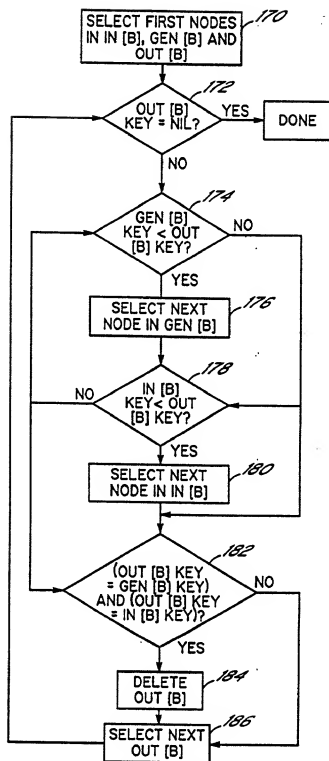 SELECT FIRST NODES
IN IN [B], GEN [B] AND
OUT [B]
170
172
OUT [B]
KEY = NIL?
YES
DONE
NO
174
GEN [B]
KEY < OUT
[B] KEY?
NO
YES
176
SELECT NEXT
NODE IN GEN [B]
178
IN [B]
KEY< OUT
[B] KEY?
NO
YES
180
SELECT NEXT
NODE IN IN [B]
182
(OUT [B] KEY
= GEN [B] KEY)
AND (OUT [B] KEY
= IN [B] KEY)?
NO
YES
184
DELETE
OUT [B]
186
SELECT NEXT
OUT [B]